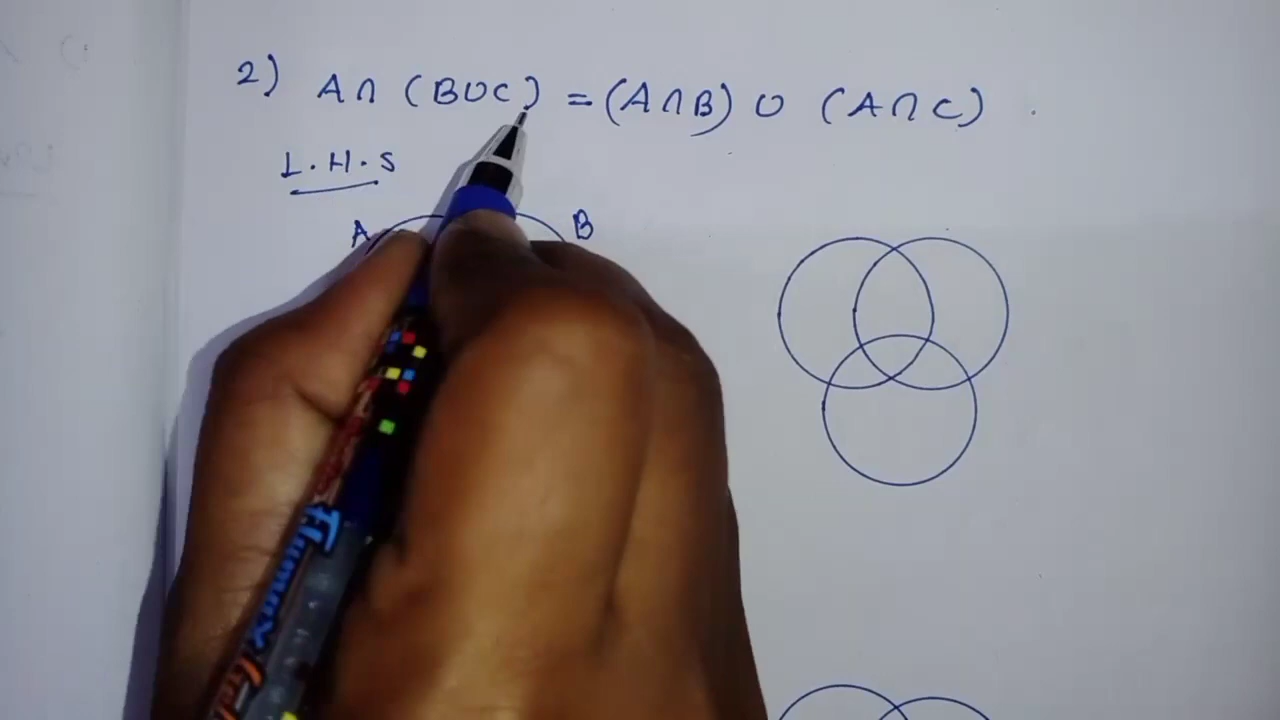 2) A∩ (B∪C) = (A∩B) ∪ (A∩C) .
L.H.S
A B